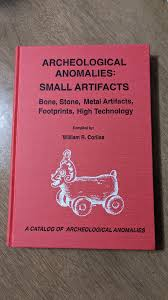 ARCHEOLOGICAL
ANOMALIES:
SMALL ARTIFACTS
Bone, Stone, Metal Artifacts,
Footprints, High Technology
Compiled by:
William R. Corliss
A CATALOG OF ARCHEOLOGICAL ANOMALIES